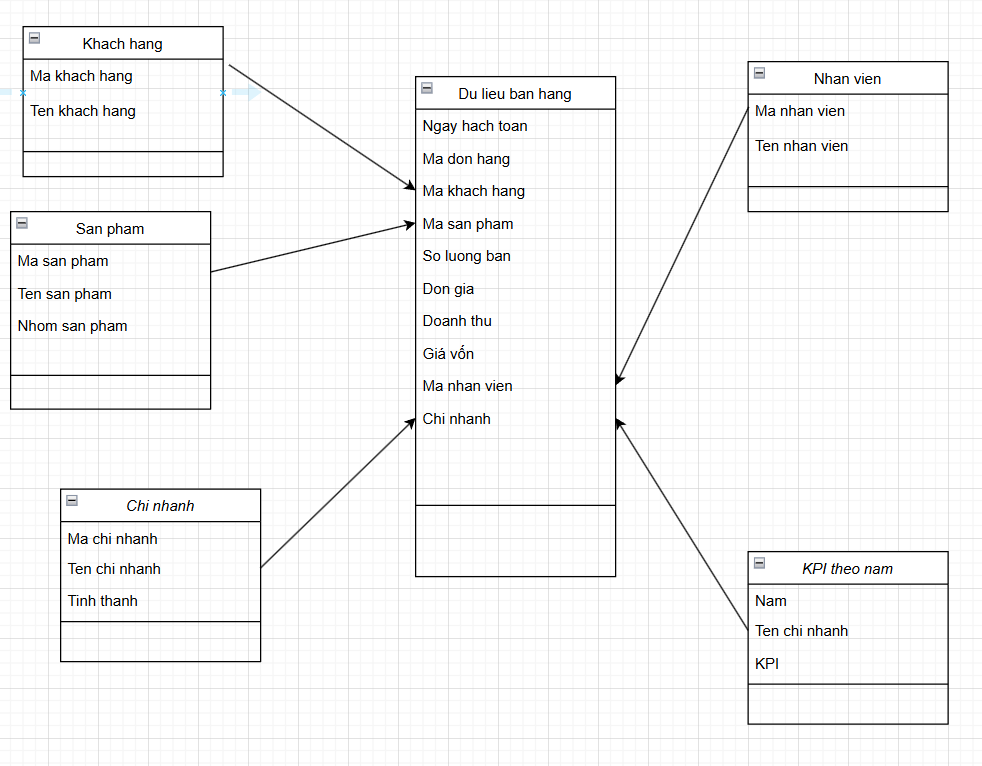 Khach hang
Ma khach hang
Ten khach hang
San pham
Ma san pham
Ten san pham
Nhom san pham
Chi nhanh
Ma chi nhanh
Ten chi nhanh
Tinh thanh
Du lieu ban hang
Ngay hach toan
Ma don hang
Ma khach hang
Ma san pham
So luong ban
Don gia
Doanh thu
Giá vốn
Ma nhan vien
Chi nhanh
Nhan vien
Ma nhan vien
Ten nhan vien
KPI theo nam
Nam
Ten chi nhanh
KPI